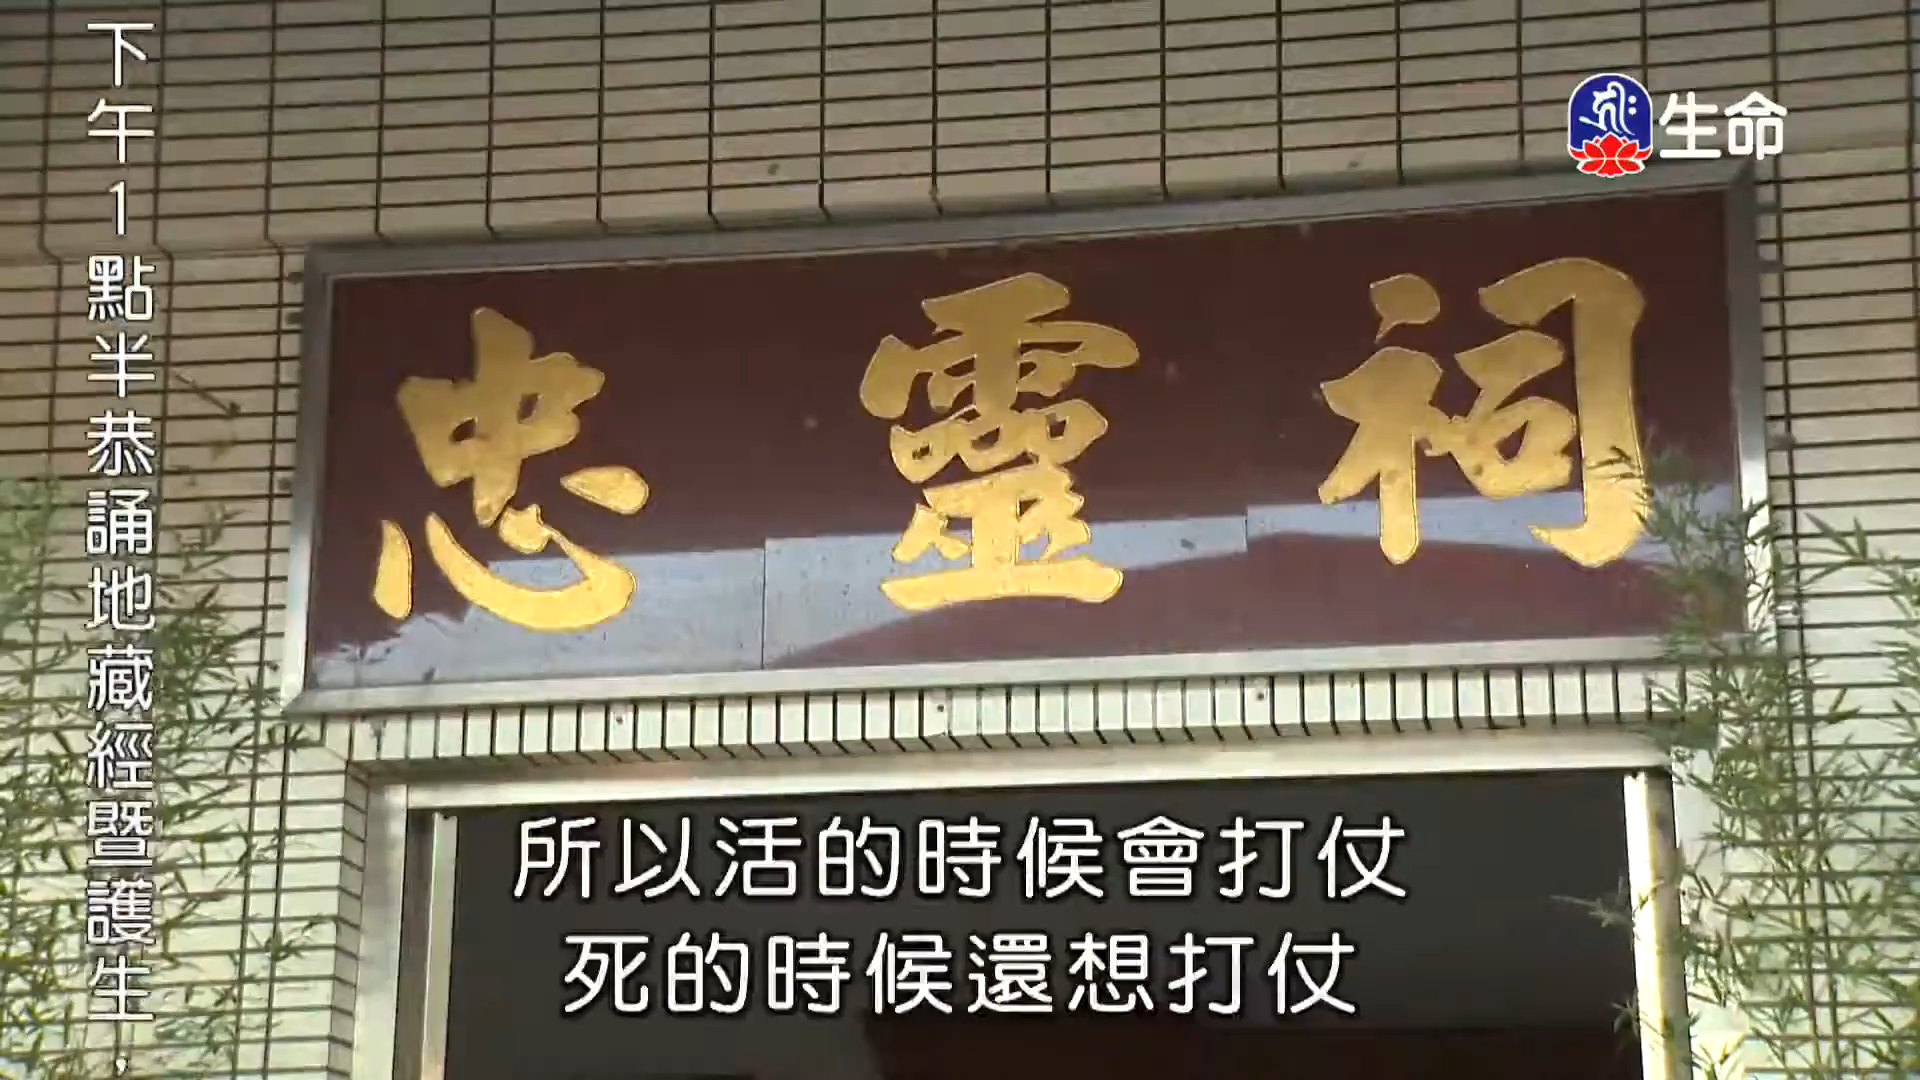 下午1點半恭誦地藏經暨護生，
生命
忠靈祠
所以活的時候會打仗
死的時候還想打仗